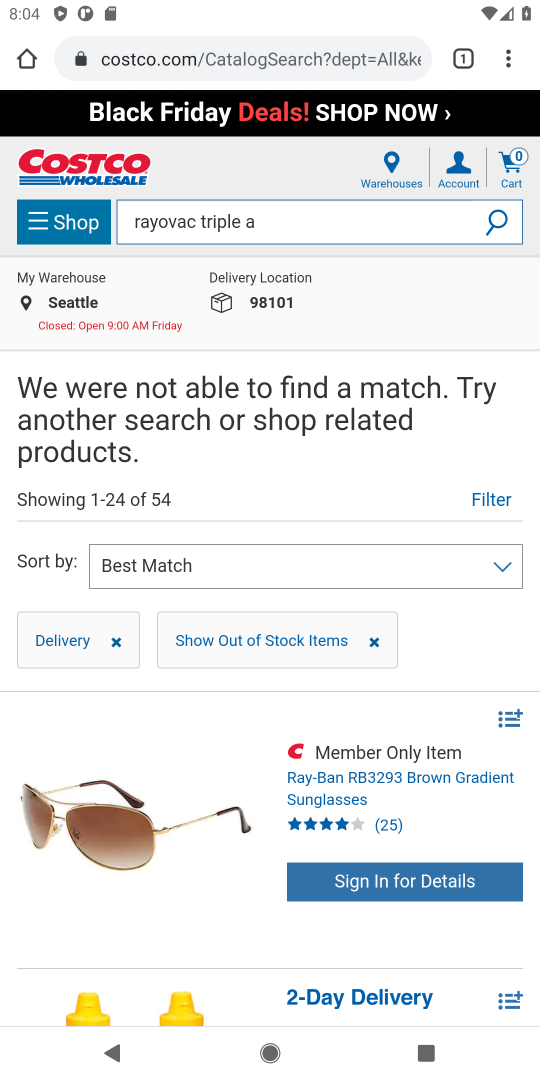 8:04
costco.com/CatalogSearch?dept=All&ke
1
Black Friday Deals! SHOP NOW ›
COSTCO
WHOLESALE
Warehouses
Account
0
Cart
Shop
rayovac triple a
My Warehouse
Seattle
Closed: Open 9:00 AM Friday
Delivery Location
98101
We were not able to find a match. Try
another search or shop related
products.
Showing 1-24 of 54
Filter
Sort by:
Best Match
Delivery
Show Out of Stock Items
Member Only Item
Ray-Ban RB3293 Brown Gradient
Sunglasses
(25)
Sign In for Details
2-Day Delivery